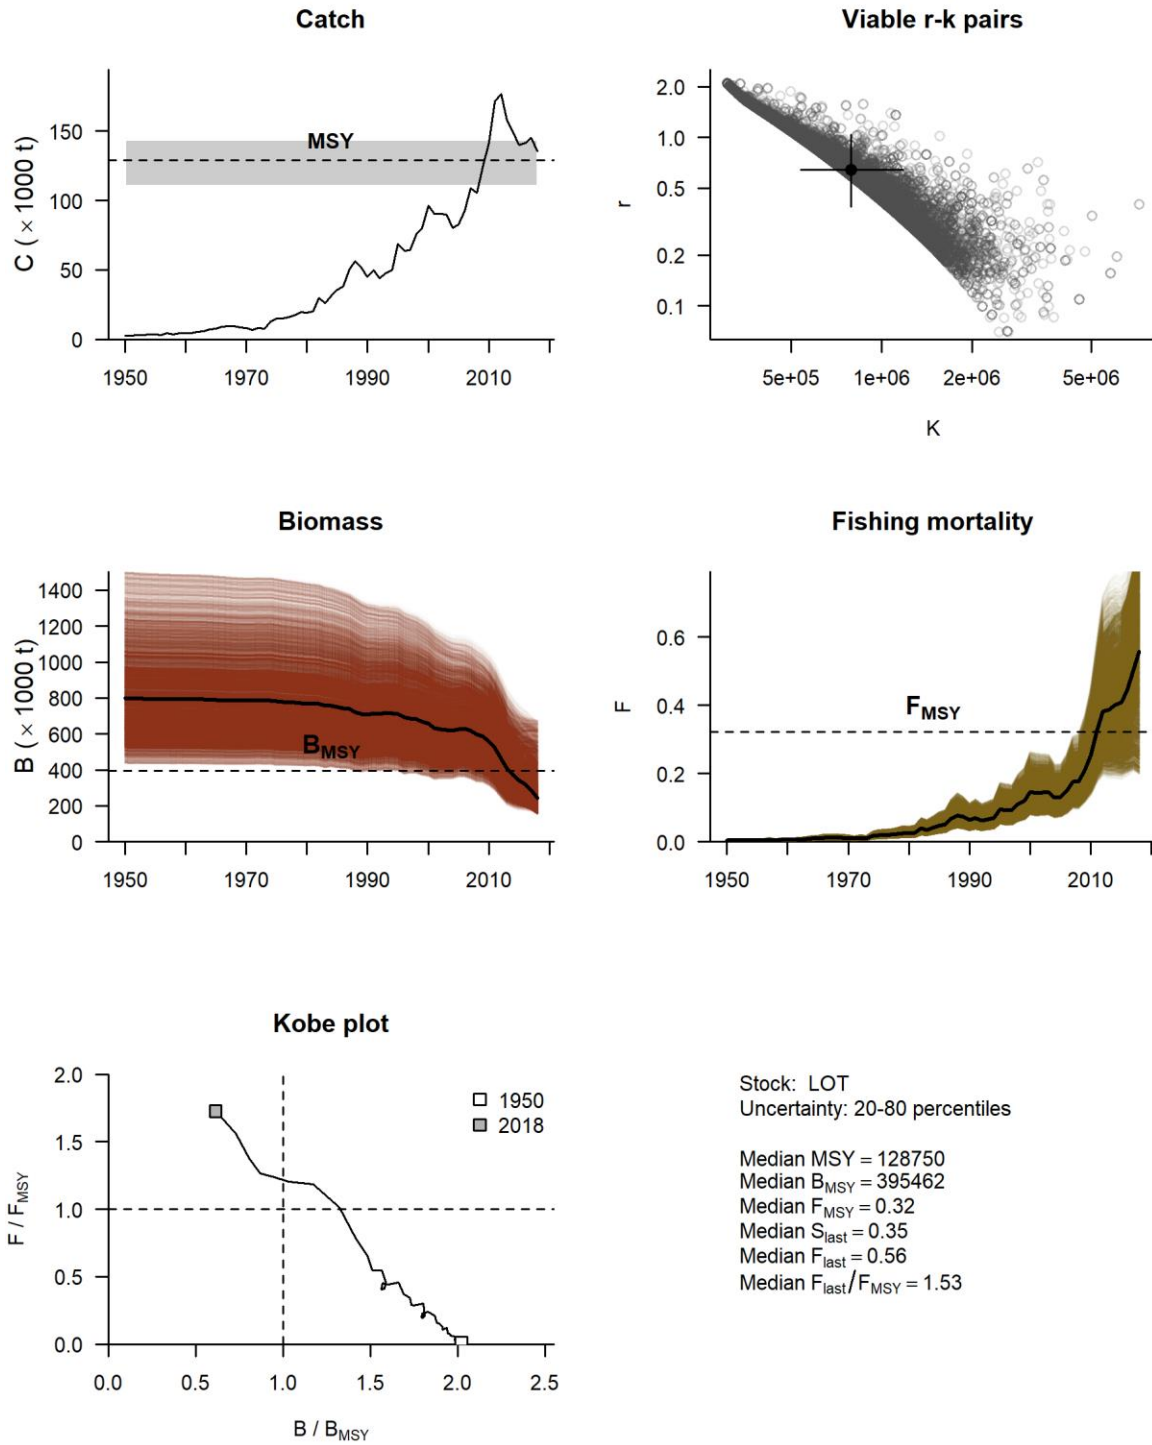 Catch
C ( × 1000 t)
150
100
50
0
MSY
1950 1970 1990 2010
Viable r-k pairs
r
2.0
1.0
0.5
0.2
0.1
5e+05 1e+06 2e+06 5e+06
K
Biomass
B ( × 1000 t)
1400
1200
1000
800
600
400
200
0
BMSY
1950 1970 1990 2010
Fishing mortality
F
0.6
0.4
0.2
0.0
FMSY
1950 1970 1990 2010
Kobe plot
F / FMSY
2.0
1.5
1.0
0.5
0.0
1950
2018
0.0 0.5 1.0 1.5 2.0 2.5
B / BMSY
Stock: LOT
Uncertainty: 20-80 percentiles
Median MSY = 128750
Median BMSY = 395462
Median FMSY = 0.32
Median Slast = 0.35
Median Flast = 0.56
Median Flast/FMSY = 1.53